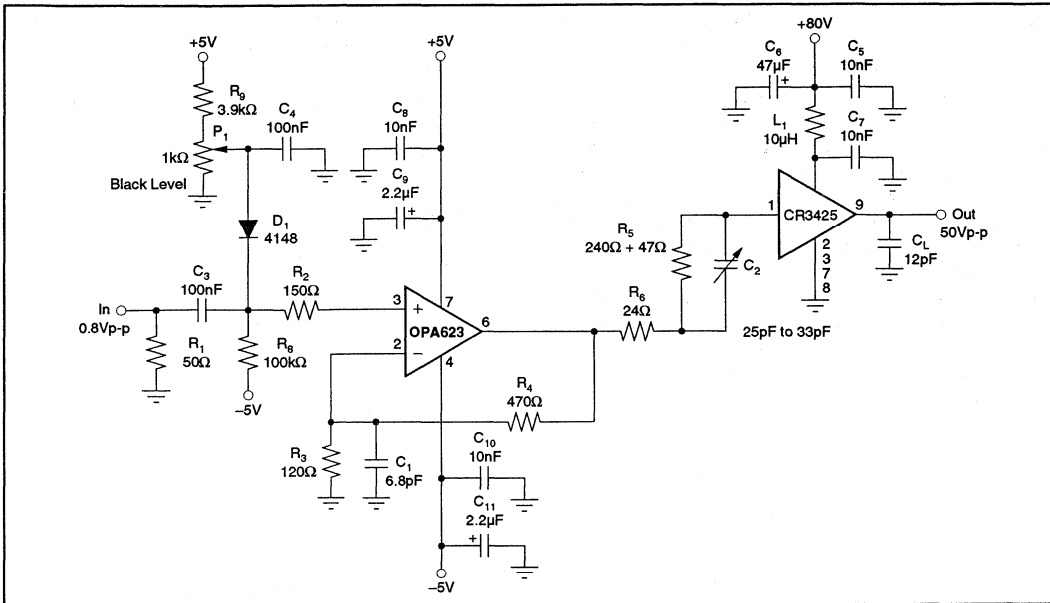 +5V
R9
3.9kΩ
P1
1kΩ
Black Level
C4
100nF
D1
4148
In
0.8Vp-p
C3
100nF
R1
50Ω
R8
100kΩ
–5V
R2
150Ω
+5V
C8
10nF
C9
2.2µF
+
3
+
7
OPA623
6
2
–
4
R3
120Ω
C1
6.8pF
R4
470Ω
C10
10nF
C11
2.2µF
+
–5V
R6
24Ω
R5
240Ω + 47Ω
C2
25pF to 33pF
+80V
C6
47µF
+
C5
10nF
L1
10µH
C7
10nF
1
CR3425
9
2
3
7
8
Out
50Vp-p
CL
12pF